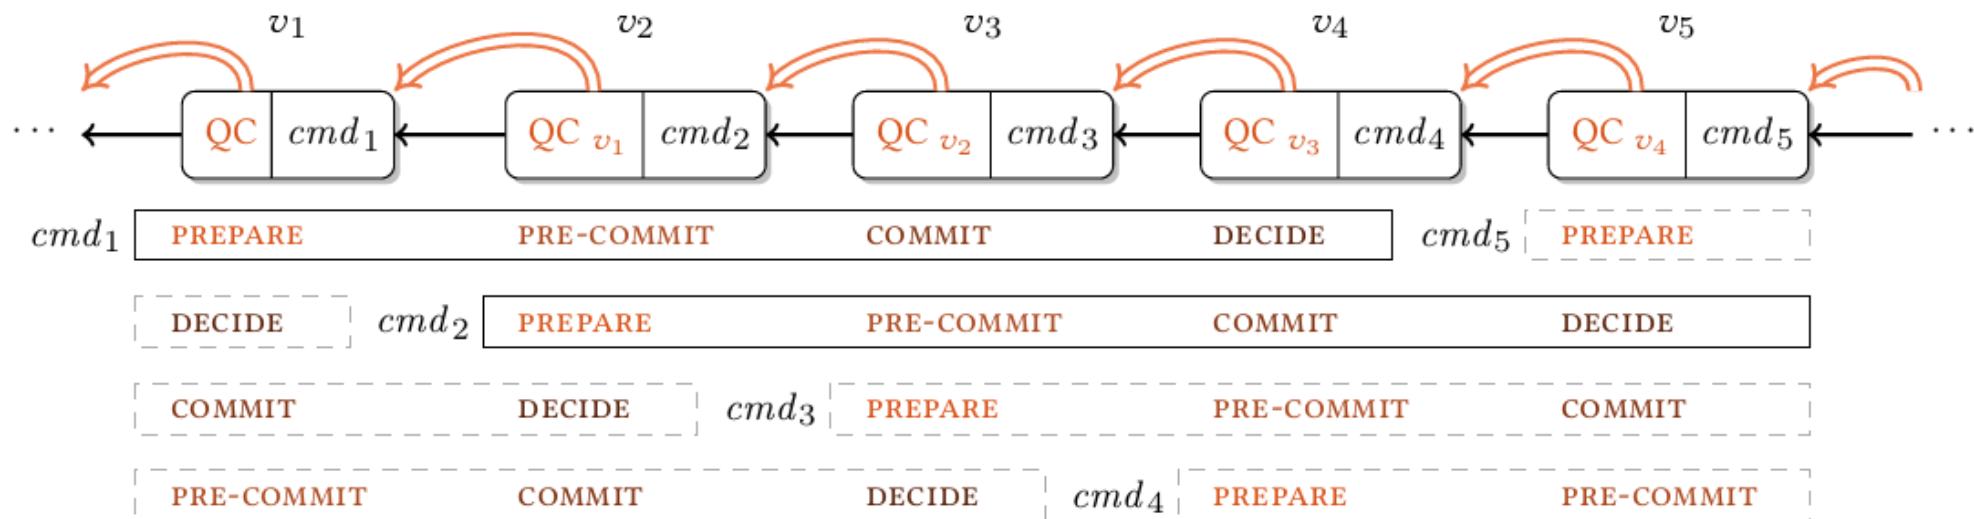 v1 v2 v3 v4 v5
... QC cmd1 QC v1 cmd2 QC v2 cmd3 QC v3 cmd4 QC v4 cmd5 ...
cmd1 PREPARE PRE-COMMIT COMMIT DECIDE cmd5 PREPARE
DECIDE cmd2 PREPARE PRE-COMMIT COMMIT DECIDE
COMMIT DECIDE cmd3 PREPARE PRE-COMMIT COMMIT
PRE-COMMIT COMMIT DECIDE cmd4 PREPARE PRE-COMMIT